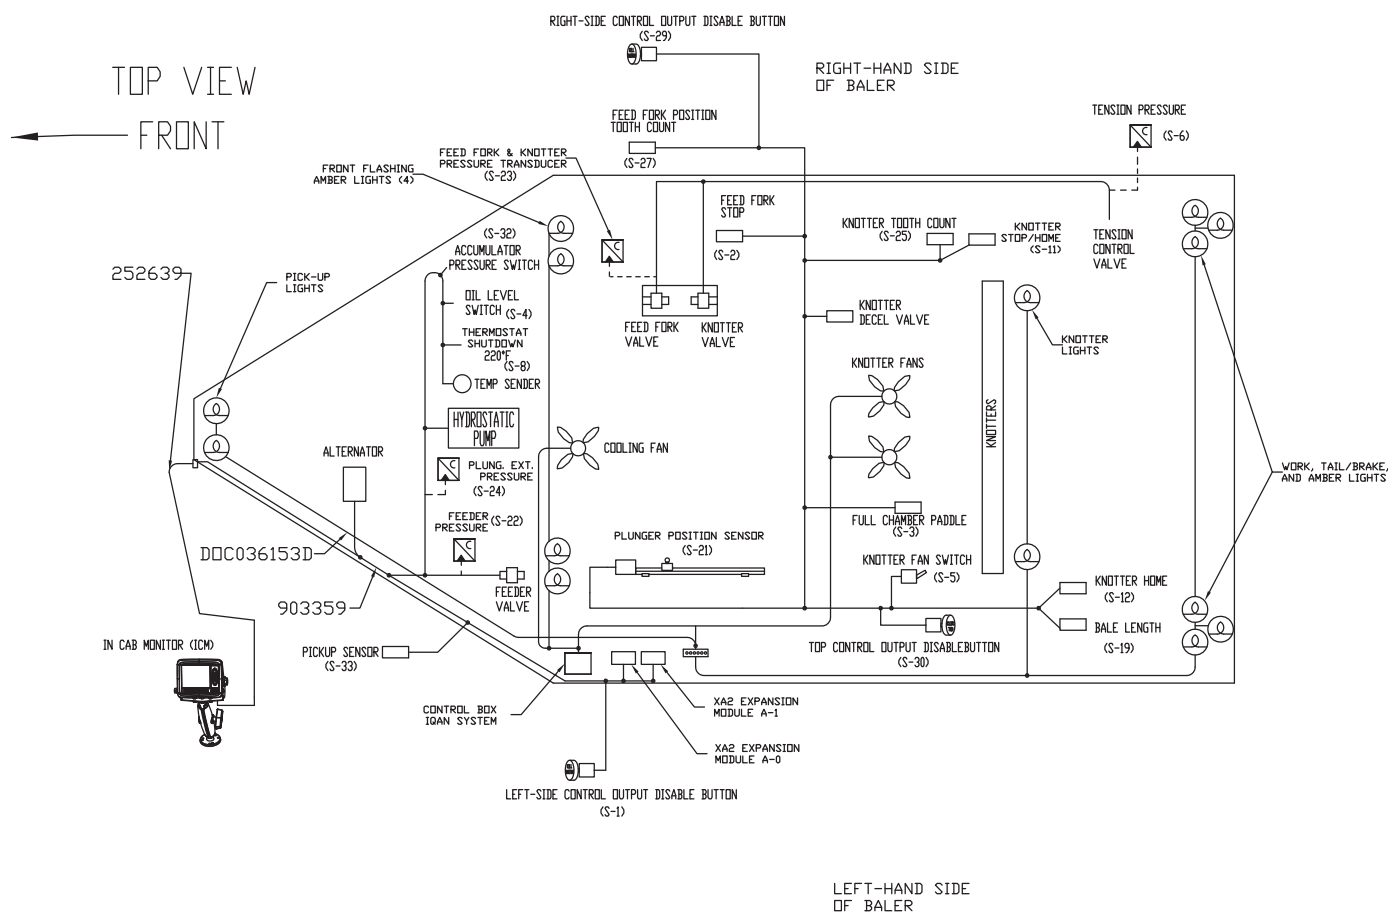 RIGHT-SIDE CONTROL OUTPUT DISABLE BUTTON
(S-29)
TOP VIEW
FRONT
RIGHT-HAND SIDE
OF BALER
FEED FORK POSITION
TOOTH COUNT
(S-27)
TENSION PRESSURE
(S-6)
C
FEED FORK & KNOTTER
PRESSURE TRANSDUCER
(S-23)
FRONT FLASHING
AMBER LIGHTS (4)
FEED FORK
STOP
(S-2)
C
KNOTTER TOOTH COUNT
(S-25)
KNOTTER
STOP/HOME
(S-11)
TENSION
CONTROL
VALVE
(S-32)
ACCUMULATOR
PRESSURE SWITCH
252639
PICK-UP
LIGHTS
OIL LEVEL
SWITCH (S-4)
THERMOSTAT
SHUTDOWN
220°F
(S-8)
TEMP SENDER
FEED FORK
VALVE
KNOTTER
VALVE
KNOTTER
DECEL VALVE
KNOTTER
LIGHTS
KNOTTER FANS
KNOTTERS
HYDROSTATIC
PUMP
COOLING FAN
ALTERNATOR
C
PLUNG. EXT.
PRESSURE
(S-24)
WORK, TAIL/BRAKE,
AND AMBER LIGHTS
FEEDER
PRESSURE
(S-22)
C
FULL CHAMBER PADDLE
(S-3)
PLUNGER POSITION SENSOR
(S-21)
DOC036153D
KNOTTER FAN SWITCH
(S-5)
FEEDER
VALVE
903359
KNOTTER HOME
(S-12)
BALE LENGTH
(S-19)
IN CAB MONITOR (ICM)
PICKUP SENSOR
(S-33)
TOP CONTROL OUTPUT DISABLEBUTTON
(S-30)
CONTROL BOX
IQAN SYSTEM
XA2 EXPANSION
MODULE A-1
XA2 EXPANSION
MODULE A-0
LEFT-SIDE CONTROL OUTPUT DISABLE BUTTON
(S-1)
LEFT-HAND SIDE
OF BALER